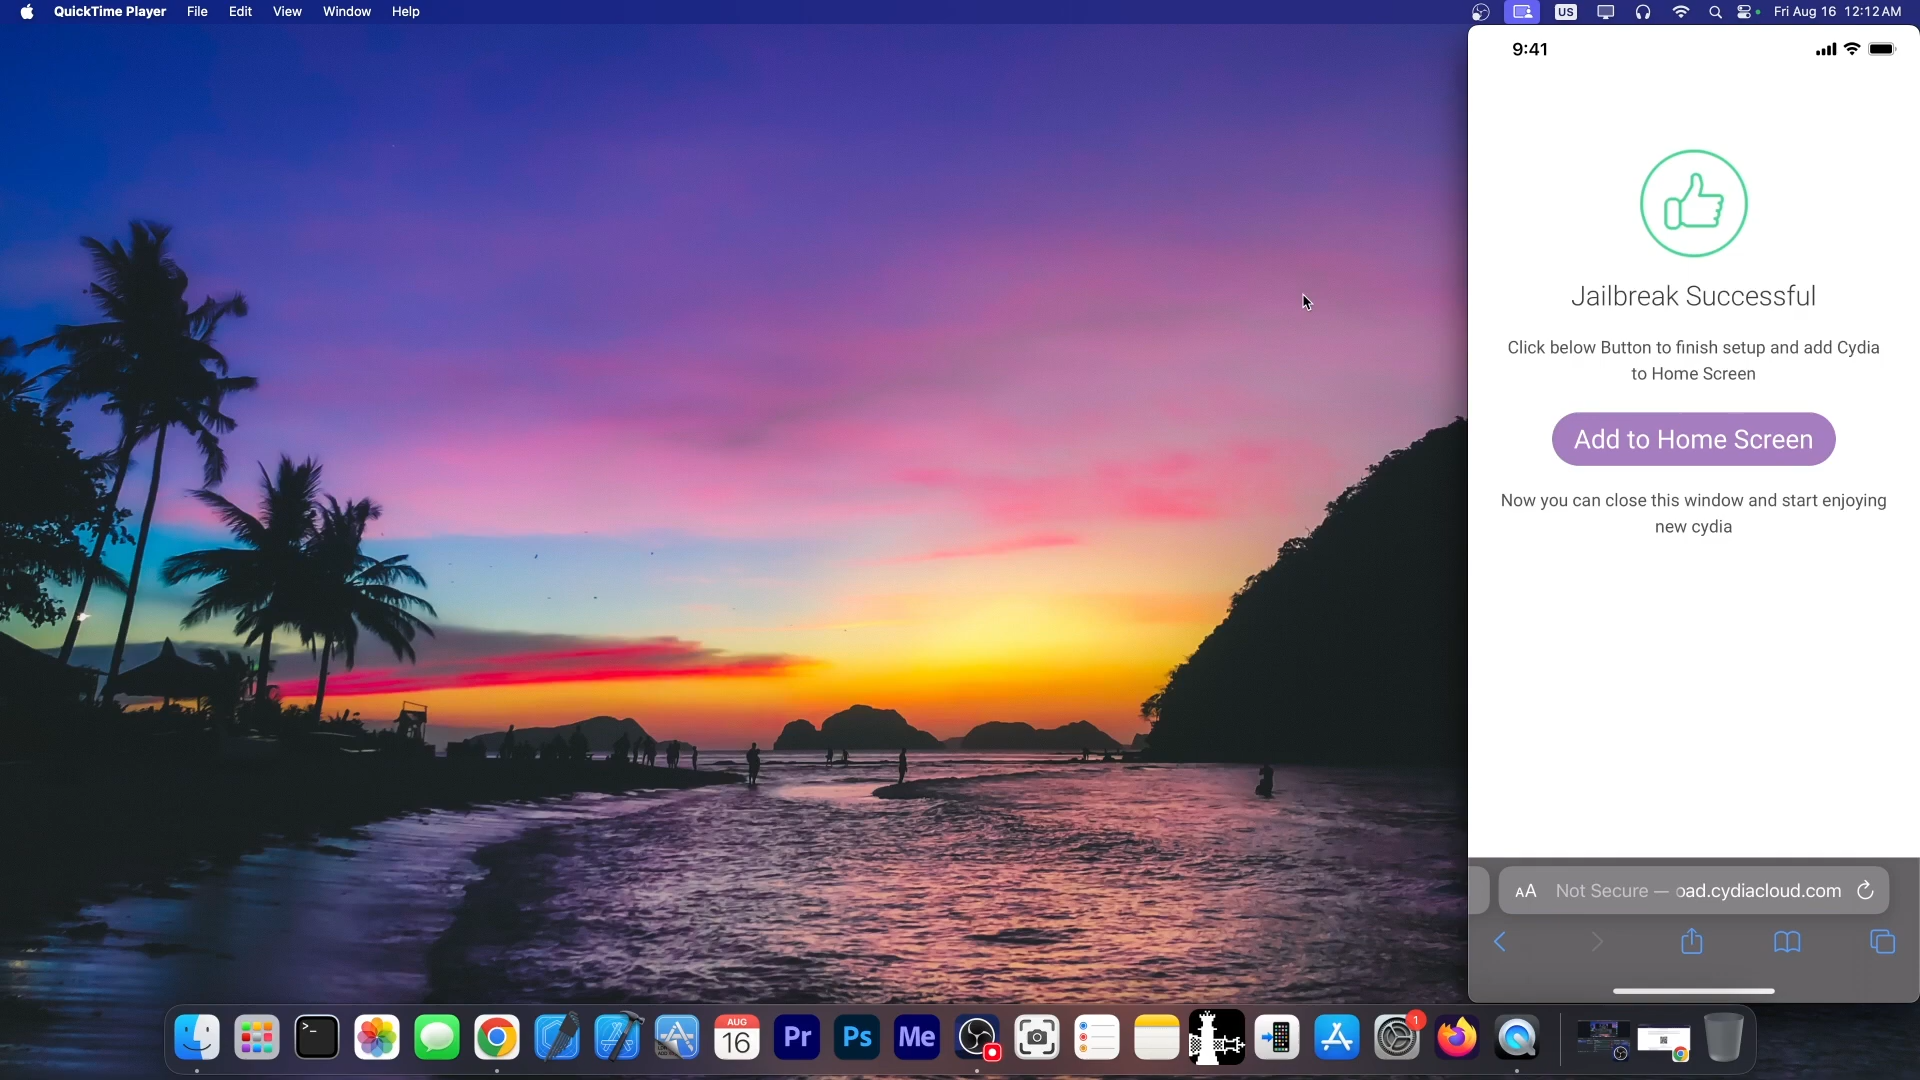 QuickTime Player File Edit View Window Help US Fri Aug 16 12:12 AM
9:41
Jailbreak Successful
Click below Button to finish setup and add Cydia
to Home Screen
Add to Home Screen
Now you can close this window and start enjoying
new cydia
AA Not Secure — oad.cydiacloud.com
>_
AUG
16
Pr
Ps
Me
1